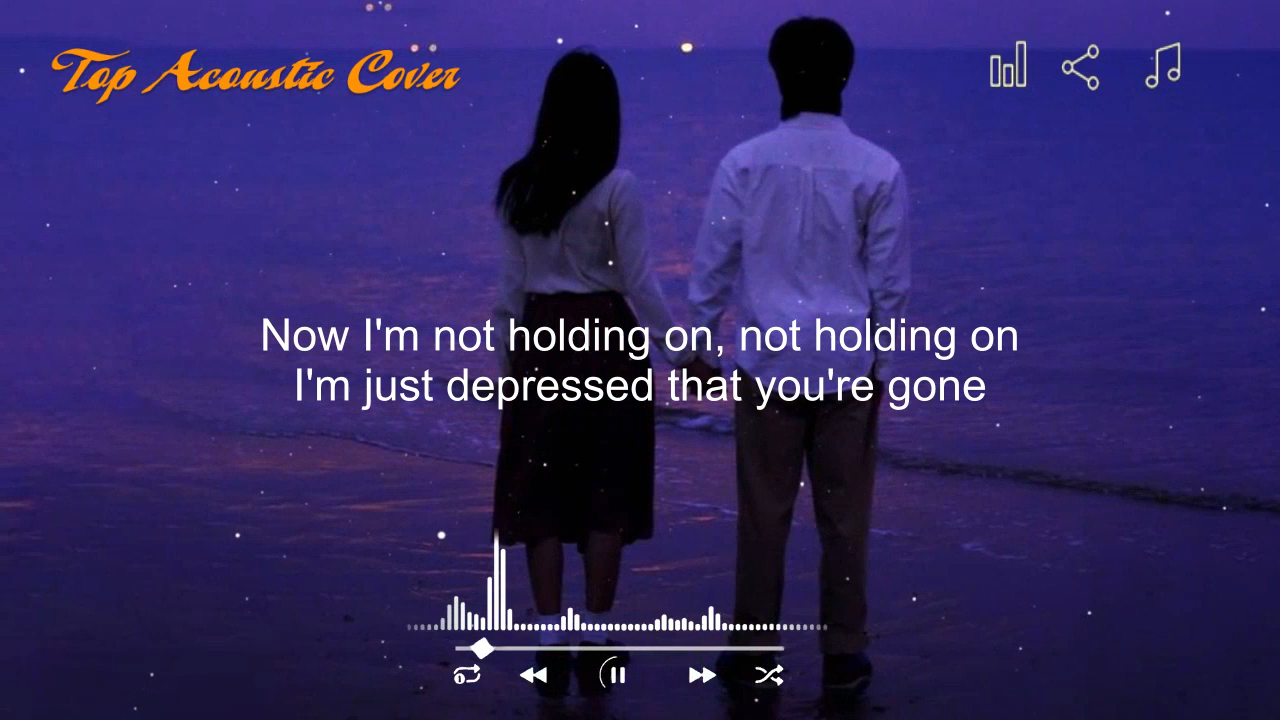 Top Acoustic Cover
Now I'm not holding on, not holding on
I'm just depressed that you're gone